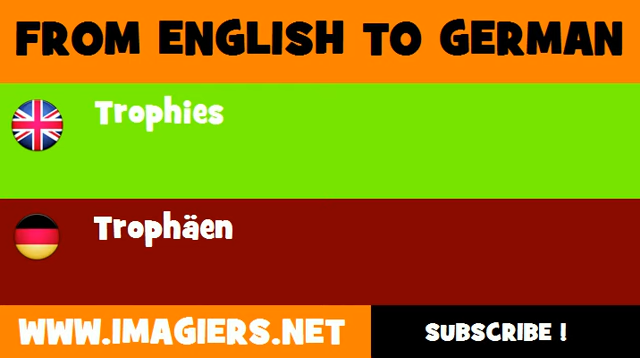 FROM ENGLISH TO GERMAN
Trophies
Trophäen
WWW.IMAGIERS.NET
SUBSCRIBE !